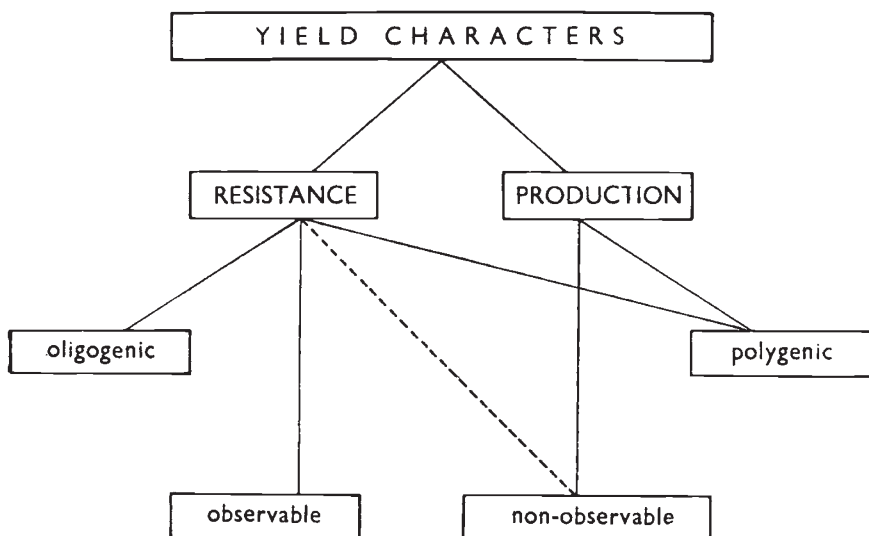 YIELD CHARACTERS
RESISTANCE
PRODUCTION
oligogenic
polygenic
observable
non-observable